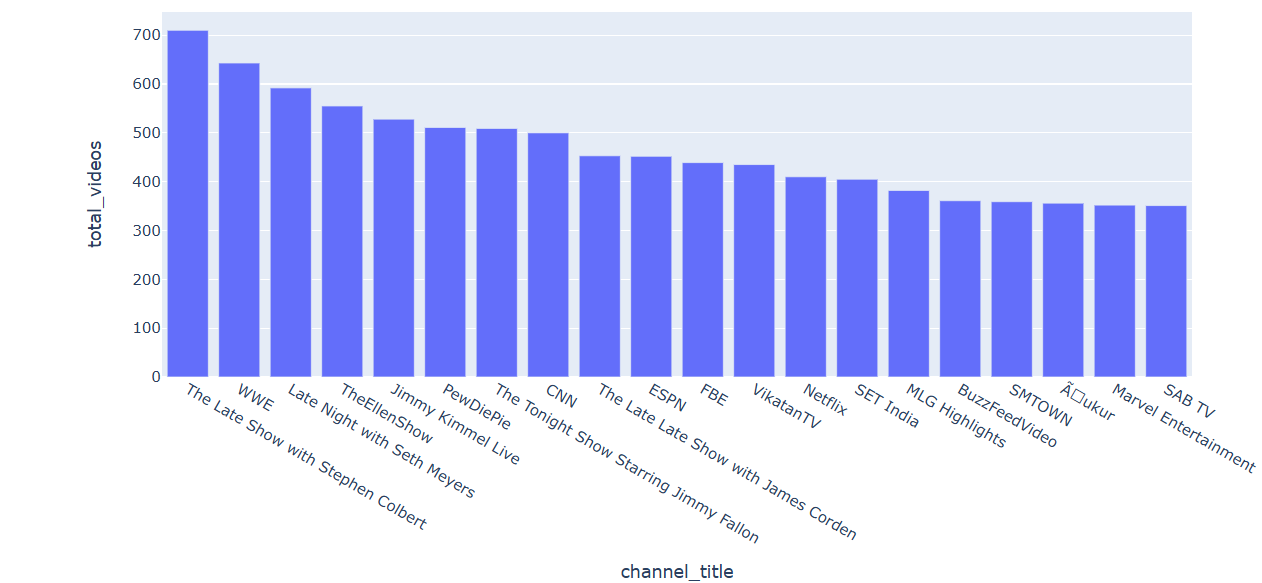 700
600
500
400
300
200
100
0
total_videos
The Late Show with Stephen Colbert
WWE
Late Night with Seth Meyers
TheEllenShow
Jimmy Kimmel Live
PewDiePie
The Tonight Show Starring Jimmy Fallon
CNN
The Late Late Show with James Corden
ESPN
FBE
VikatanTV
Netflix
SET India
MLG Highlights
BuzzFeedVideo
SMTOWN
Ã□ukur
Marvel Entertainment
SAB TV
channel_title